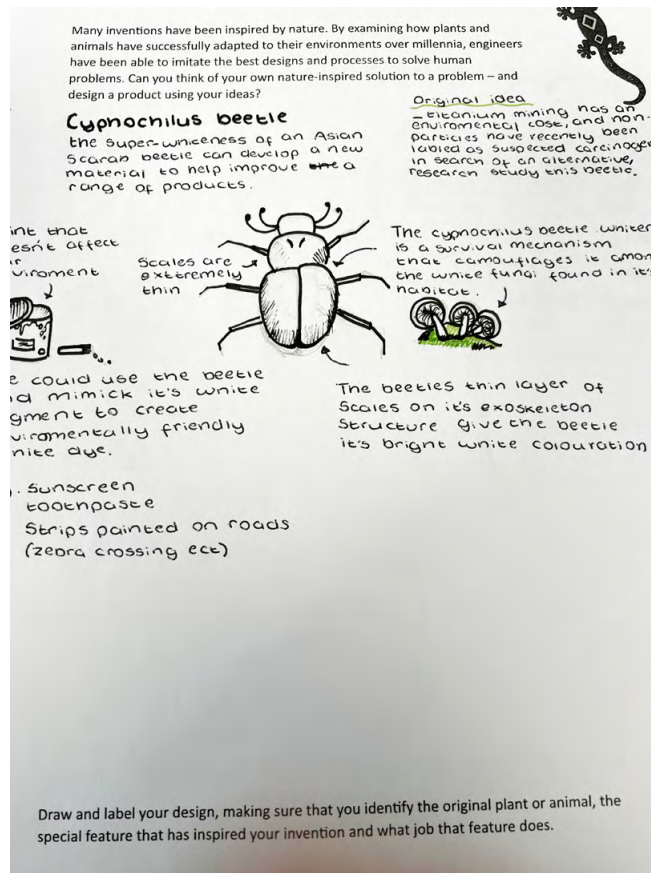 Many inventions have been inspired by nature. By examining how plants and
animals have successfully adapted to their environments over millennia, engineers
have been able to imitate the best designs and processes to solve human
problems. Can you think of your own nature-inspired solution to a problem – and
design a product using your ideas?
Cyphochilus beetle
the super-whiteness of an Asian
Scarab beetle can develop a new
material to help improve a
range of products.
Original idea
– titanium mining has an
enviromental cost, and non-
particles have recently been
labled as suspected carcinogen
in search of an alternative,
research study this beetle.
int that
esn't affect
r
vironment
Scales are
exttremely
thin
The cyphochilus beetle whiter
is a survival mechanism
that camouflages it amon
the white fungi found in it's
habitat.
e could use the beetle
d mimick it's white
gment to create
viromentally friendly
hite dye.
The beetles thin layer of
Scales on it's exoskeleton
Structure give the beetle
it's bright white colouration
. Sunscreen
toothpaste
Strips painted on roads
(zebra crossing ect)
Draw and label your design, making sure that you identify the original plant or animal, the
special feature that has inspired your invention and what job that feature does.